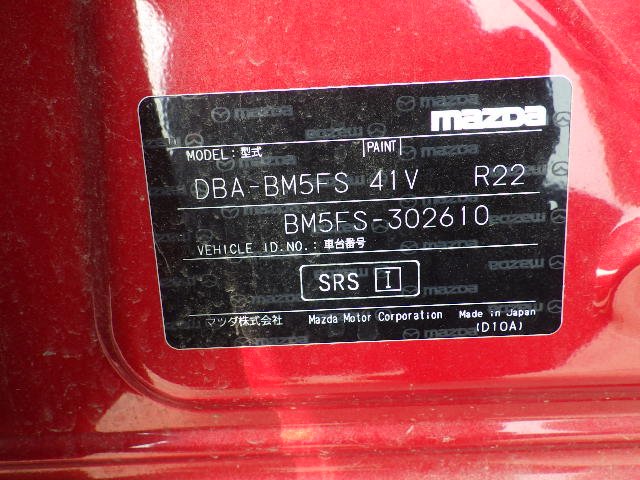 mazda
MODEL : 型式 PAINT
DBA-BM5FS 41V R22
BM5FS-302610
VEHICLE ID.NO. : 車台番号
SRS I
マツダ株式会社 Mazda Motor Corporation Made in Japan
(D10A)